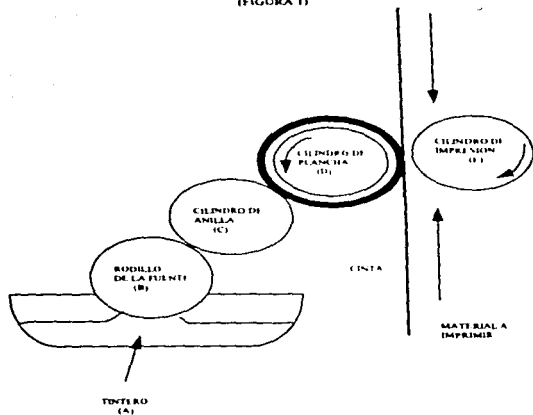 (FIGURA 1)
CILINDRO DE
PLANCHA
(D)
CILINDRO DE
IMPRESION
(E)
CILINDRO DE
ANILLA
(C)
RODILLO
DE LA FUENTE
(B)
CINTA
MATERIAL A
IMPRIMIR
TINTERO
(A)